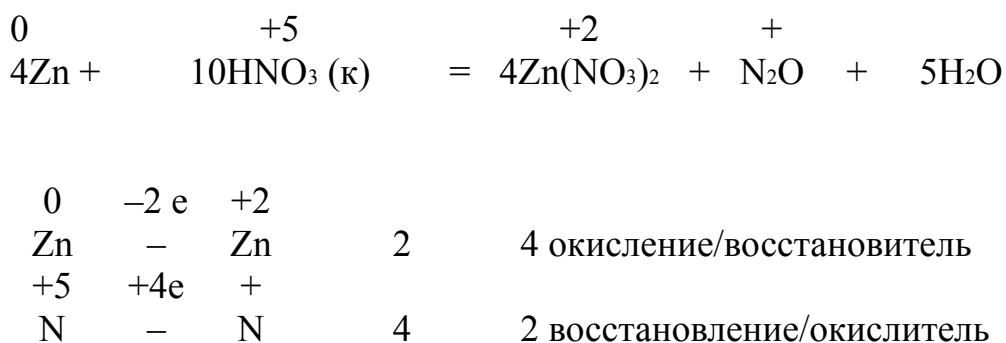 0 +5 +2 +
4Zn + 10HNO₃ (к) = 4Zn(NO₃)₂ + N₂O + 5H₂O
0 –2 e +2
Zn – Zn 2 4 окисление/восстановитель
+5 +4e +
N – N 4 2 восстановление/окислитель